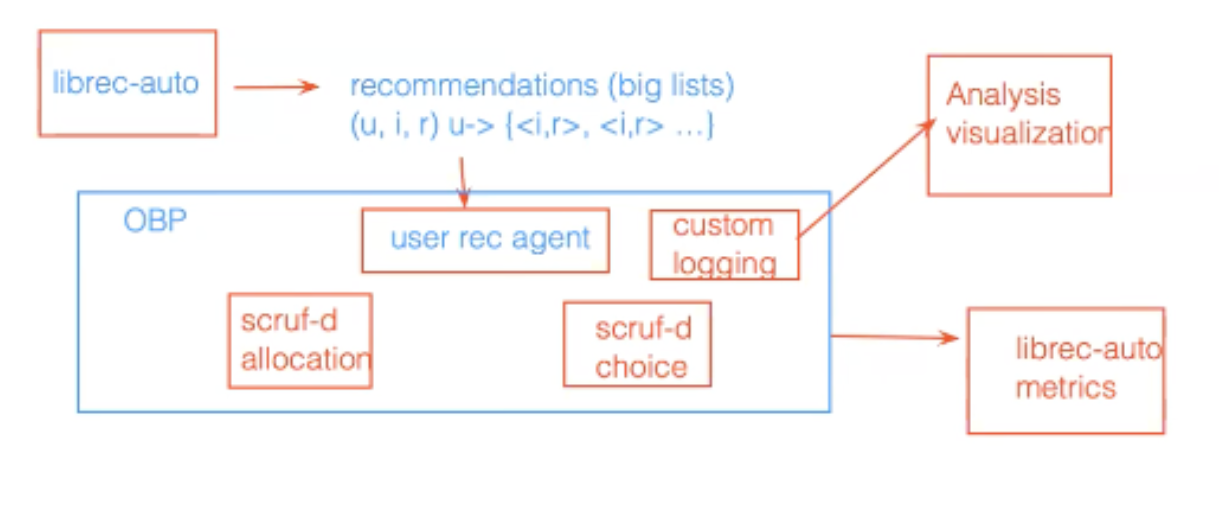 librec-auto
recommendations (big lists)
(u, i, r) u-> {<i,r>, <i,r> ...}
Analysis
visualization
OBP
user rec agent
custom
logging
scruf-d
allocation
scruf-d
choice
librec-auto
metrics